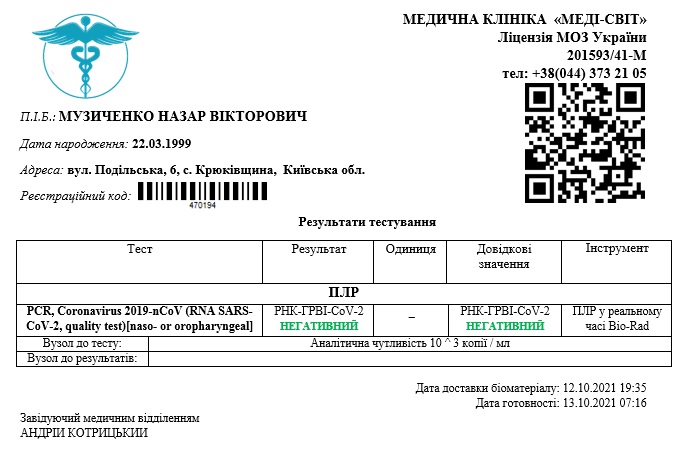 МЕДИЧНА КЛІНІКА «МЕДІ-СВІТ»
Ліцензія МОЗ України
201593/41-М
тел: +38(044) 373 21 05
П.І.Б.: МУЗИЧЕНКО НАЗАР ВІКТОРОВИЧ
Дата народження: 22.03.1999
Адреса: вул. Подільська, 6, с. Крюківщина, Київська обл.
Реєстраційний код:
470194
Результати тестування
Тест Результат Одиниця Довідкові значення Інструмент
ПЛР
PCR, Coronavirus 2019-nCoV (RNA SARS- РНК-ГРВІ-CoV-2 _ РНК-ГРВІ-CoV-2 ПЛР у реальному
CoV-2, quality test)[naso- or oropharyngeal] НЕГАТИВНИЙ НЕГАТИВНИЙ часі Bio-Rad
Вузол до тесту: Аналітична чутливість 10 ^ 3 копії / мл
Вузол до результатів:
Дата доставки біоматеріалу: 12.10.2021 19:35
Дата готовності: 13.10.2021 07:16
Завідуючий медичним відділенням
АНДРІИ КОТРИЦЬКИИ